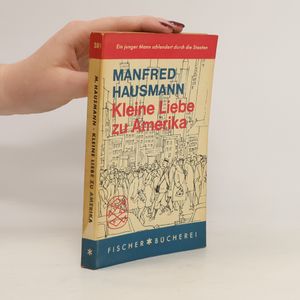 Ein junger Mann schlendert durch die Staaten
MANFRED
HAUSMANN
Kleine Liebe
zu Amerika
FISCHER * BÜCHEREI
M. HAUSMANN · KLEINE LIEBE ZU AMERIKA